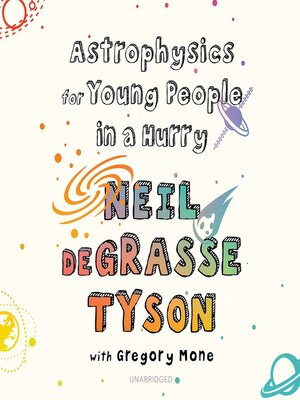 Astrophysics
for Young People
in a Hurry
NEIL
DeGRASSE
TYSON
with Gregory Mone
UNABRIDGED